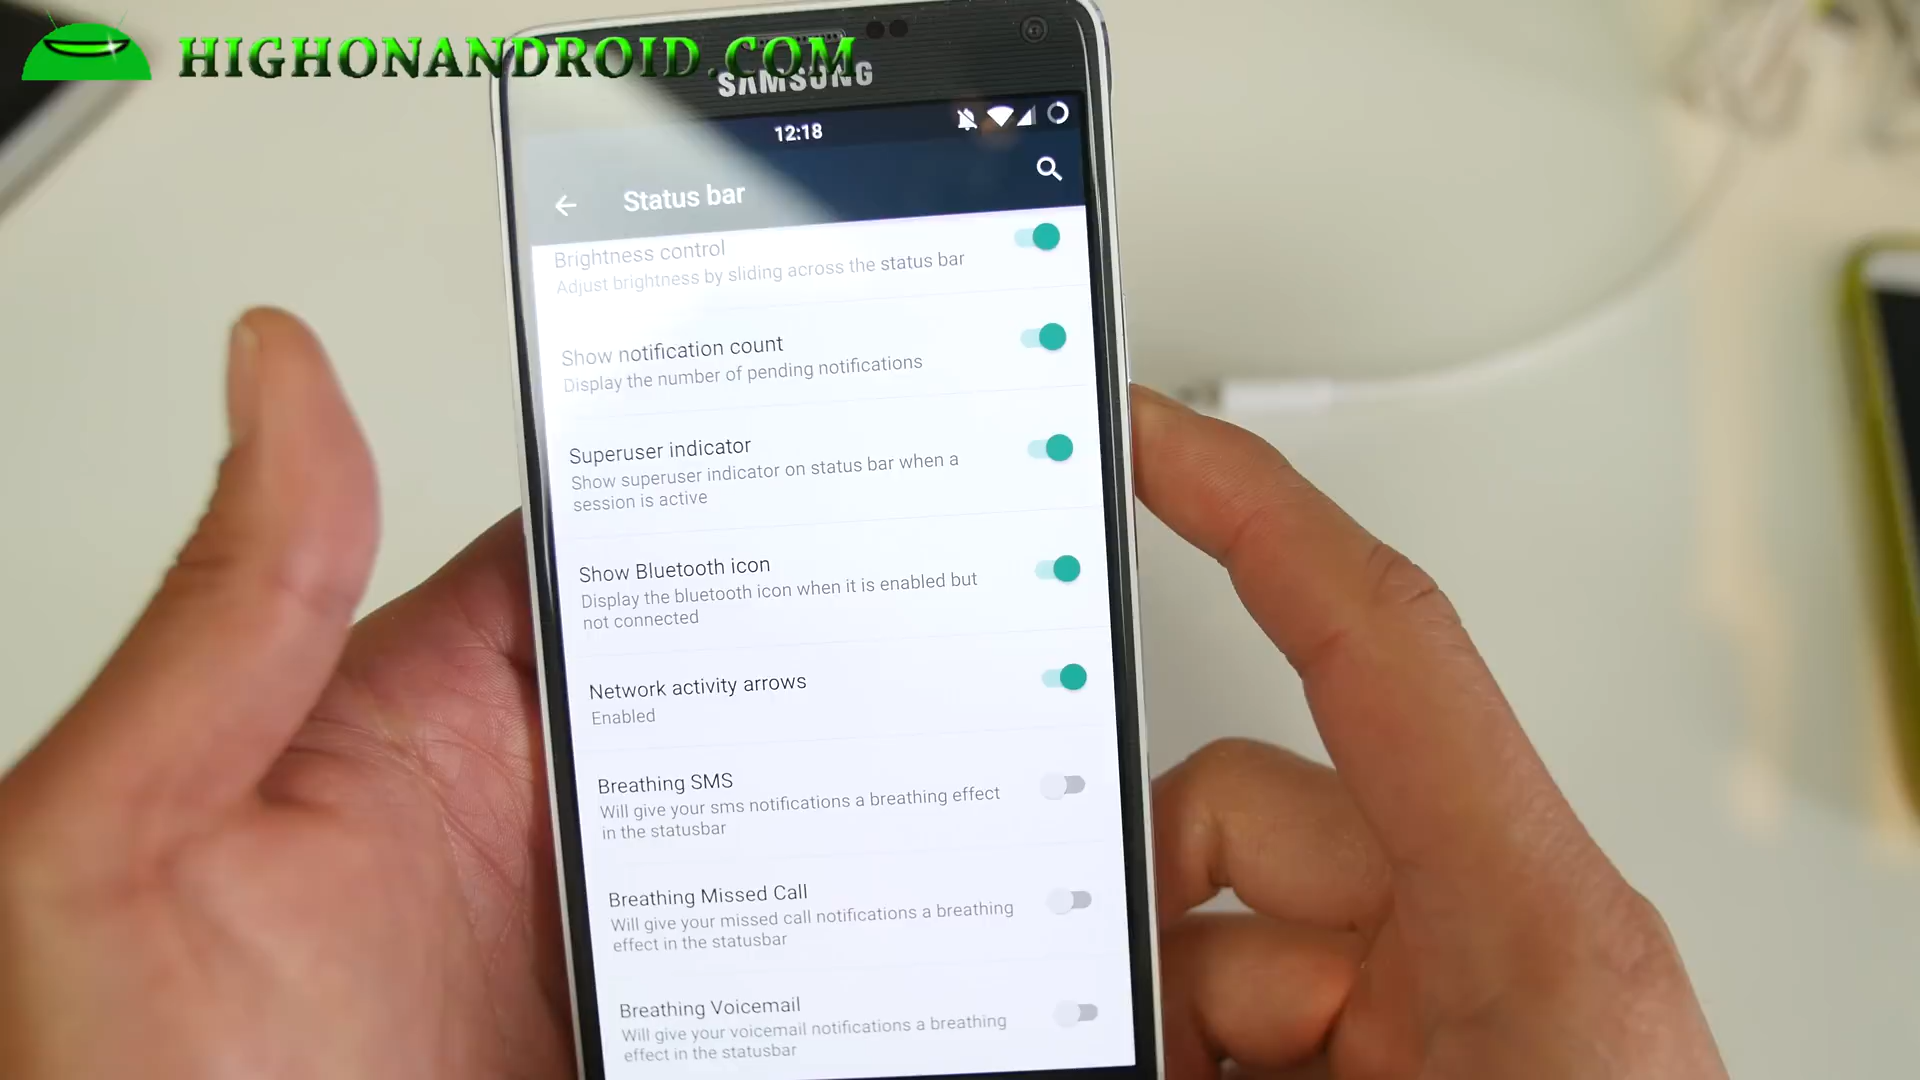 HIGHONANDROID.COM
SAMSUNG
12:18
Status bar
Brightness control
Adjust brightness by sliding across the status bar
Show notification count
Display the number of pending notifications
Superuser indicator
Show superuser indicator on status bar when a
session is active
Show Bluetooth icon
Display the bluetooth icon when it is enabled but
not connected
Network activity arrows
Enabled
Breathing SMS
Will give your sms notifications a breathing effect
in the statusbar
Breathing Missed Call
Will give your missed call notifications a breathing
effect in the statusbar
Breathing Voicemail
Will give your voicemail notifications a breathing
effect in the statusbar